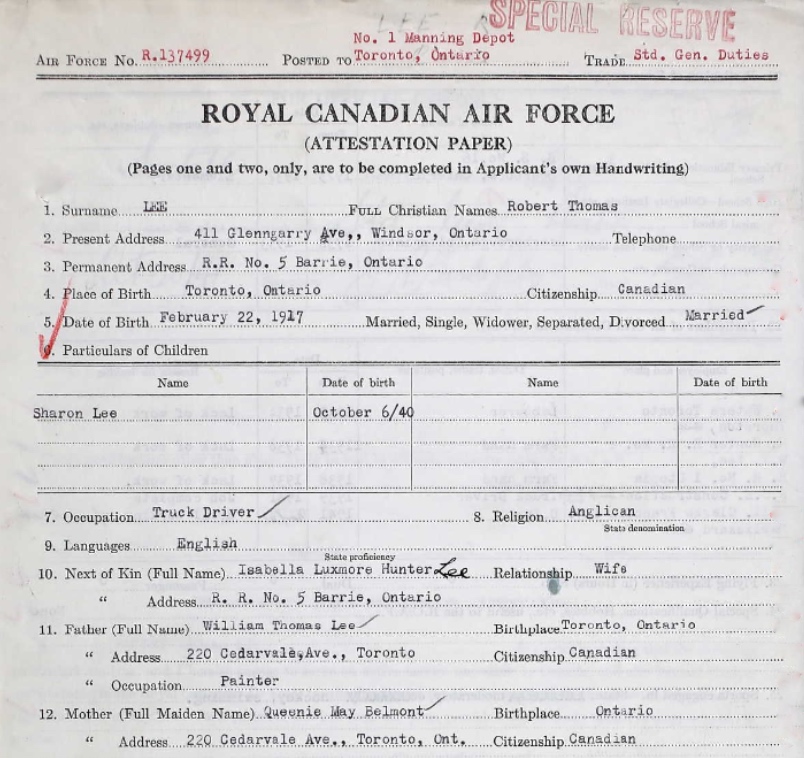 LEE
SPECIAL RESERVE
No. 1 Manning Depot
AIR FORCE NO. R.137499 POSTED TO Toronto, Ontario TRADE Std. Gen. Duties
ROYAL CANADIAN AIR FORCE
(ATTESTATION PAPER)
(Pages one and two, only, are to be completed in Applicant's own Handwriting)
1. Surname LEE FULL Christian Names Robert Thomas
2. Present Address 411 Glenngarry Ave,, Windsor, Ontario Telephone
3. Permanent Address R.R. No. 5 Barrie, Ontario
4. Place of Birth Toronto, Ontario Citizenship Canadian
5. Date of Birth February 22, 1917 Married, Single, Widower, Separated, Divorced Married
6. Particulars of Children
Name Date of birth Name Date of birth
Sharon Lee October 6/40
7. Occupation Truck Driver 8. Religion Anglican
State denomination
9. Languages English
State proficiency
10. Next of Kin (Full Name) Isabella Luxmore Hunter Lee Relationship Wife
" Address R. R. No. 5 Barrie, Ontario
11. Father (Full Name) William Thomas Lee Birthplace Toronto, Ontario
" Address 220 Cedarvale, Ave., Toronto Citizenship Canadian
" Occupation Painter
12. Mother (Full Maiden Name) Queenie May Belmont Birthplace Ontario
" Address 220 Cedarvale Ave., Toronto, Ont. Citizenship Canadian